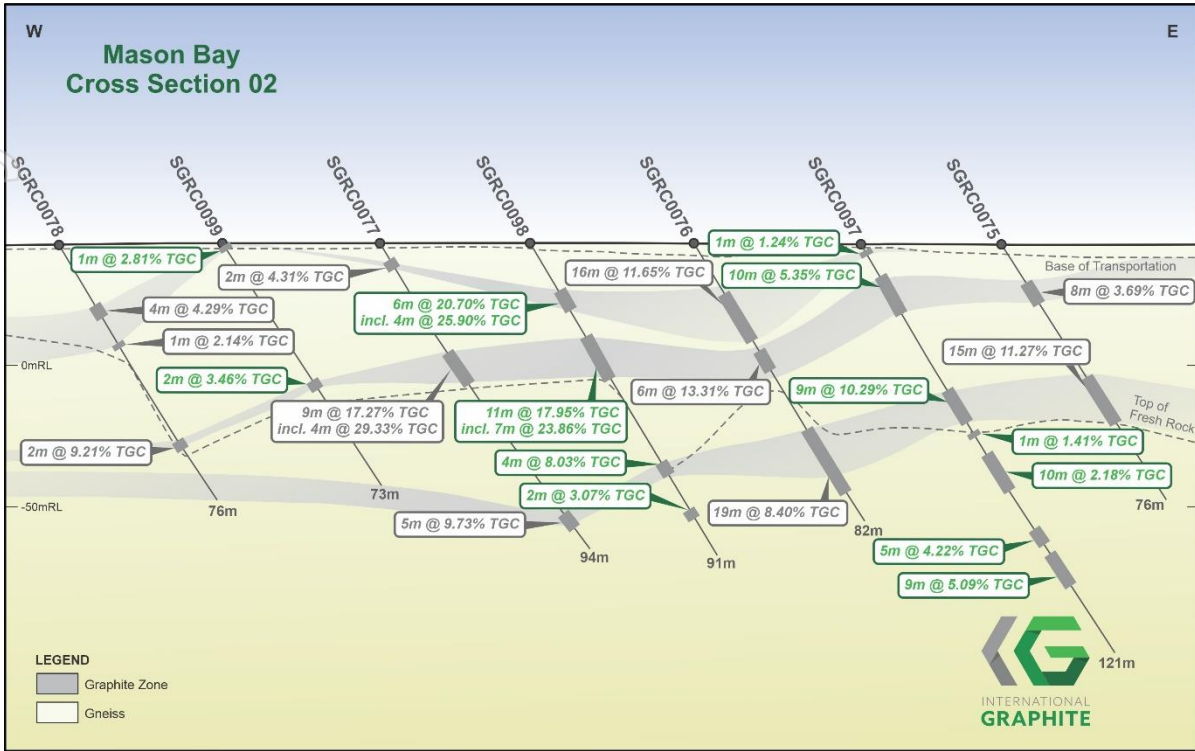 W
E
Mason Bay
Cross Section 02
SGRC0078
SGRC0099
SGRC0077
SGRC0098
SGRC0076
SGRC0097
SGRC0075
1m @ 2.81% TGC
2m @ 4.31% TGC
16m @ 11.65% TGC
1m @ 1.24% TGC
10m @ 5.35% TGC
Base of Transportation
8m @ 3.69% TGC
4m @ 4.29% TGC
6m @ 20.70% TGC
incl. 4m @ 25.90% TGC
1m @ 2.14% TGC
15m @ 11.27% TGC
0mRL
2m @ 3.46% TGC
6m @ 13.31% TGC
9m @ 10.29% TGC
9m @ 17.27% TGC
incl. 4m @ 29.33% TGC
11m @ 17.95% TGC
incl. 7m @ 23.86% TGC
Top of
Fresh Rock
2m @ 9.21% TGC
1m @ 1.41% TGC
4m @ 8.03% TGC
10m @ 2.18% TGC
2m @ 3.07% TGC
-50mRL
76m
73m
5m @ 9.73% TGC
19m @ 8.40% TGC
76m
94m
91m
82m
5m @ 4.22% TGC
9m @ 5.09% TGC
121m
LEGEND
Graphite Zone
Gneiss
INTERNATIONAL
GRAPHITE